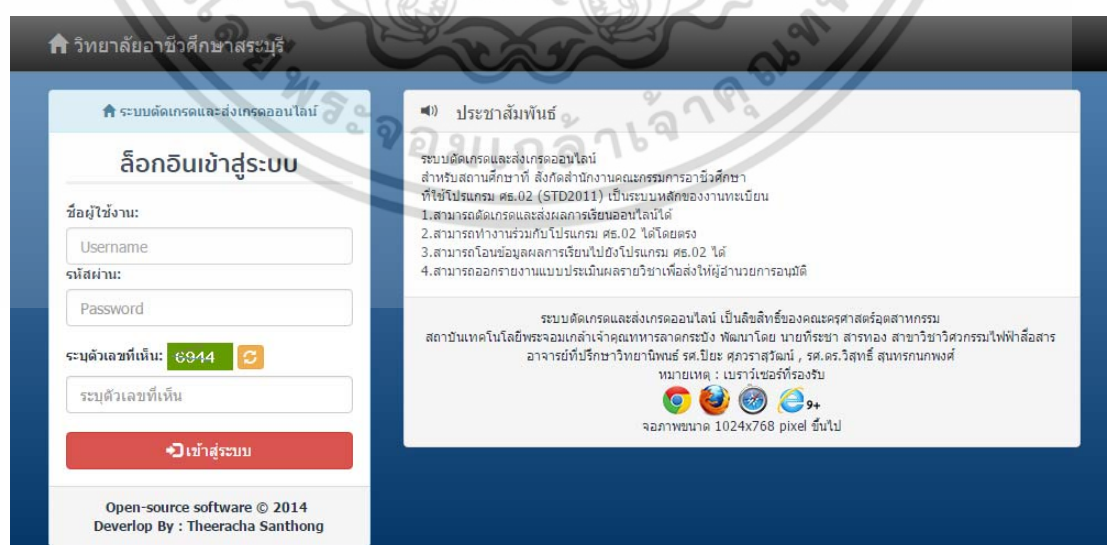 วิทยาลัยอาชีวศึกษาสระบุรี
ระบบตัดเกรดและส่งเกรดออนไลน์
ล็อกอินเข้าสู่ระบบ
ชื่อผู้ใช้งาน:
Username
รหัสผ่าน:
Password
ระบุตัวเลขที่เห็น: 6944
ระบุตัวเลขที่เห็น
เข้าสู่ระบบ
Open-source software © 2014
Deverlop By : Theeracha Santhong
ประชาสัมพันธ์
ระบบตัดเกรดและส่งเกรดออนไลน์
สำหรับสถานศึกษาที่ สังกัดสำนักงานคณะกรรมการอาชีวศึกษา
ที่ใช้โปรแกรม ศธ.02 (STD2011) เป็นระบบหลักของงานทะเบียน
1.สามารถตัดเกรดและส่งผลการเรียนออนไลน์ได้
2.สามารถทำงานร่วมกับโปรแกรม ศธ.02 ได้โดยตรง
3.สามารถโอนข้อมูลผลการเรียนไปยังโปรแกรม ศธ.02 ได้
4.สามารถออกรายงานแบบประเมินผลรายวิชาเพื่อส่งให้ผู้อำนวยการอนุมัติ
ระบบตัดเกรดและส่งเกรดออนไลน์ เป็นลิขสิทธิ์ของคณะครุศาสตร์อุตสาหกรรม
สถาบันเทคโนโลยีพระจอมเกล้าเจ้าคุณทหารลาดกระบัง พัฒนาโดย นายทีระชา สารทอง สาขาวิชาวิศวกรรมไฟฟ้าสื่อสาร
อาจารย์ที่ปรึกษาวิทยานิพนธ์ รศ.ปิยะ ศุภวราสุวัฒน์ , รศ.ดร.วิสุทธิ์ สุนทรกนกพงศ์
หมายเหตุ : เบราว์เซอร์ที่รองรับ
9+
จอภาพขนาด 1024x768 pixel ขึ้นไป